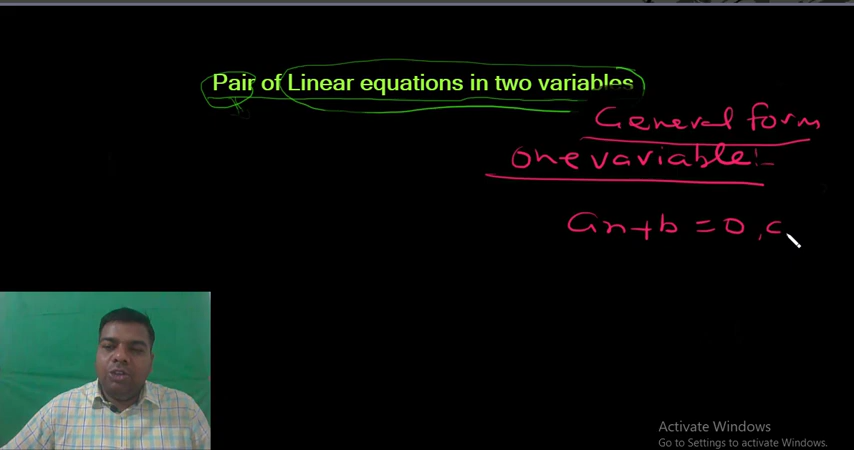 Pair of Linear equations in two variables
General form
one variable:-
ax+b = 0, a
Activate Windows
Go to Settings to activate Windows.